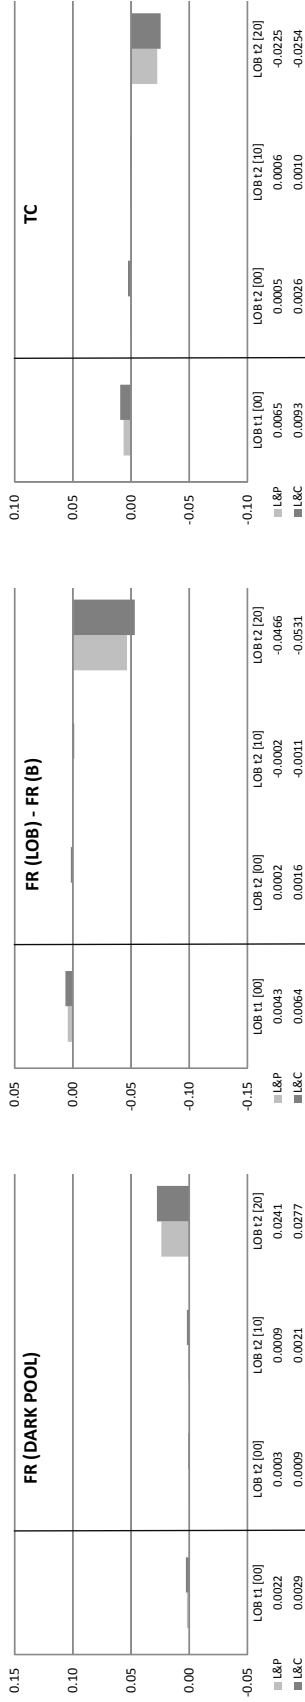 FR (DARK POOL)
0.15
0.10
0.05
0.00
-0.05
LOB t1 [00] LOB t2 [00] LOB t2 [10] LOB t2 [20]
L&P 0.0022 0.0003 0.0009 0.0241
L&C 0.0029 0.0009 0.0021 0.0277
FR (LOB) - FR (B)
0.05
0.00
-0.05
-0.10
-0.15
LOB t1 [00] LOB t2 [00] LOB t2 [10] LOB t2 [20]
L&P 0.0043 0.0002 -0.0002 -0.0466
L&C 0.0064 0.0016 -0.0011 -0.0531
TC
0.10
0.05
0.00
-0.05
-0.10
LOB t1 [00] LOB t2 [00] LOB t2 [10] LOB t2 [20]
L&P 0.0065 0.0005 0.0006 -0.0225
L&C 0.0093 0.0026 0.0010 -0.0254